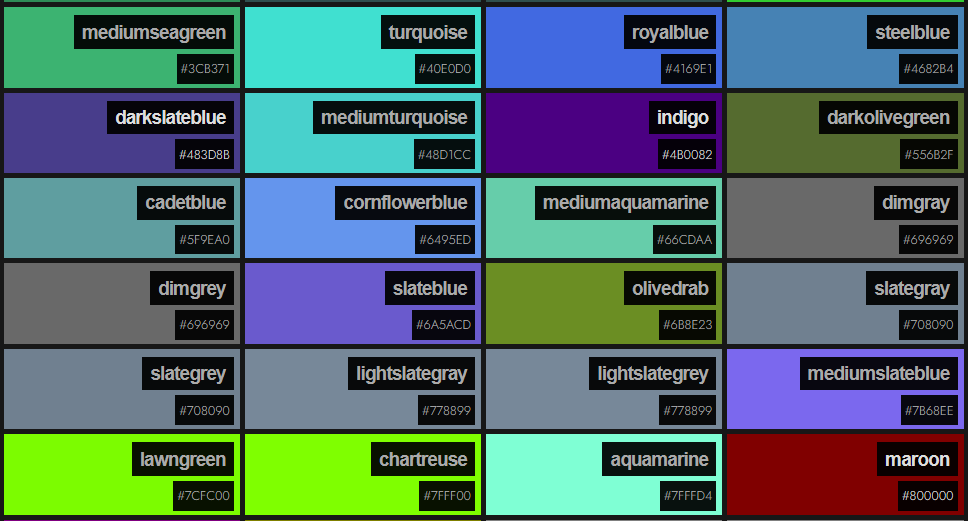 mediumseagreen
#3CB371
turquoise
#40E0D0
royalblue
#4169E1
steelblue
#4682B4
darkslateblue
#483D8B
mediumturquoise
#48D1CC
indigo
#4B0082
darkolivegreen
#556B2F
cadetblue
#5F9EA0
cornflowerblue
#6495ED
mediumaquamarine
#66CDAA
dimgray
#696969
dimgrey
#696969
slateblue
#6A5ACD
olivedrab
#6B8E23
slategray
#708090
slategrey
#708090
lightslategray
#778899
lightslategrey
#778899
mediumslateblue
#7B68EE
lawngreen
#7CFC00
chartreuse
#7FFF00
aquamarine
#7FFFD4
maroon
#800000